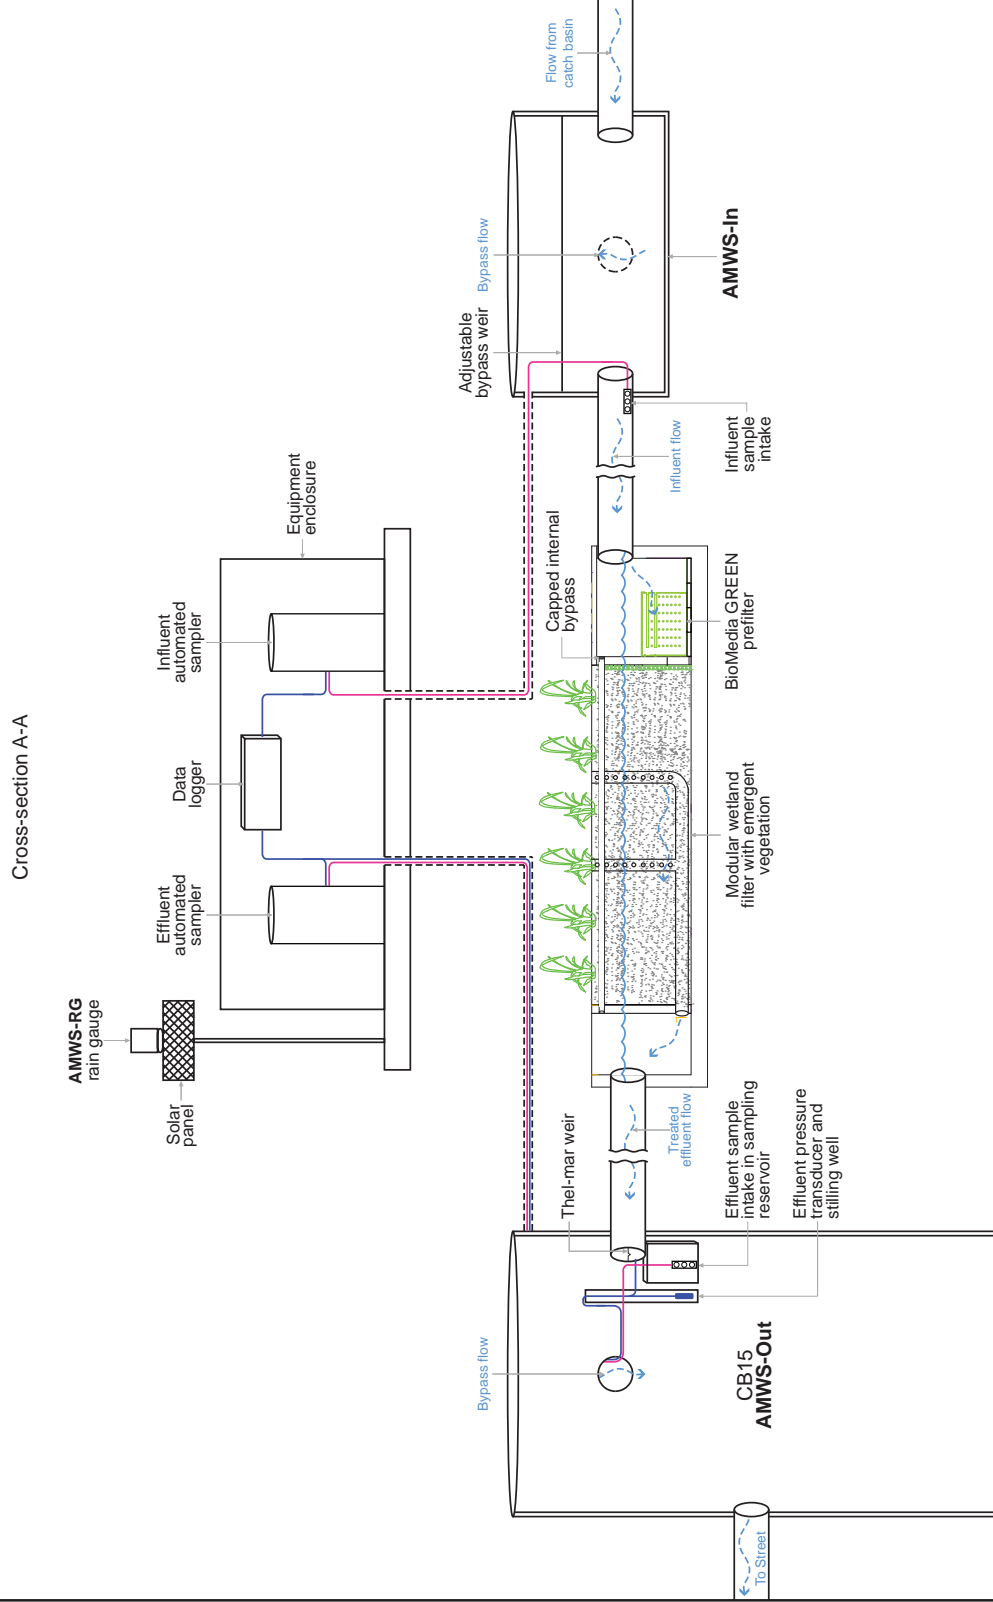 Cross-section A-A
AMWS-RG
rain gauge
Solar
panel
Effluent
automated
sampler
Data
logger
Influent
automated
sampler
Equipment
enclosure
Bypass flow
Thel-mar weir
Capped internal
bypass
Adjustable
bypass weir
Bypass flow
Flow from
catch basin
To Street
CB15
AMWS-Out
Effluent pressure
transducer and
stilling well
Effluent sample
intake in sampling
reservoir
Treated
effluent flow
Modular wetland
filter with emergent
vegetation
BioMedia GREEN
prefilter
Influent flow
Influent
sample
intake
AMWS-In